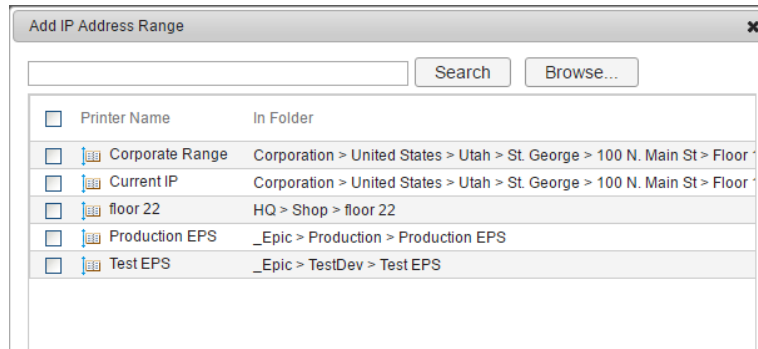 Add IP Address Range
Search Browse...
Printer Name In Folder
Corporate Range Corporation > United States > Utah > St. George > 100 N. Main St > Floor
Current IP Corporation > United States > Utah > St. George > 100 N. Main St > Floor
floor 22 HQ > Shop > floor 22
Production EPS _Epic > Production > Production EPS
Test EPS _Epic > TestDev > Test EPS